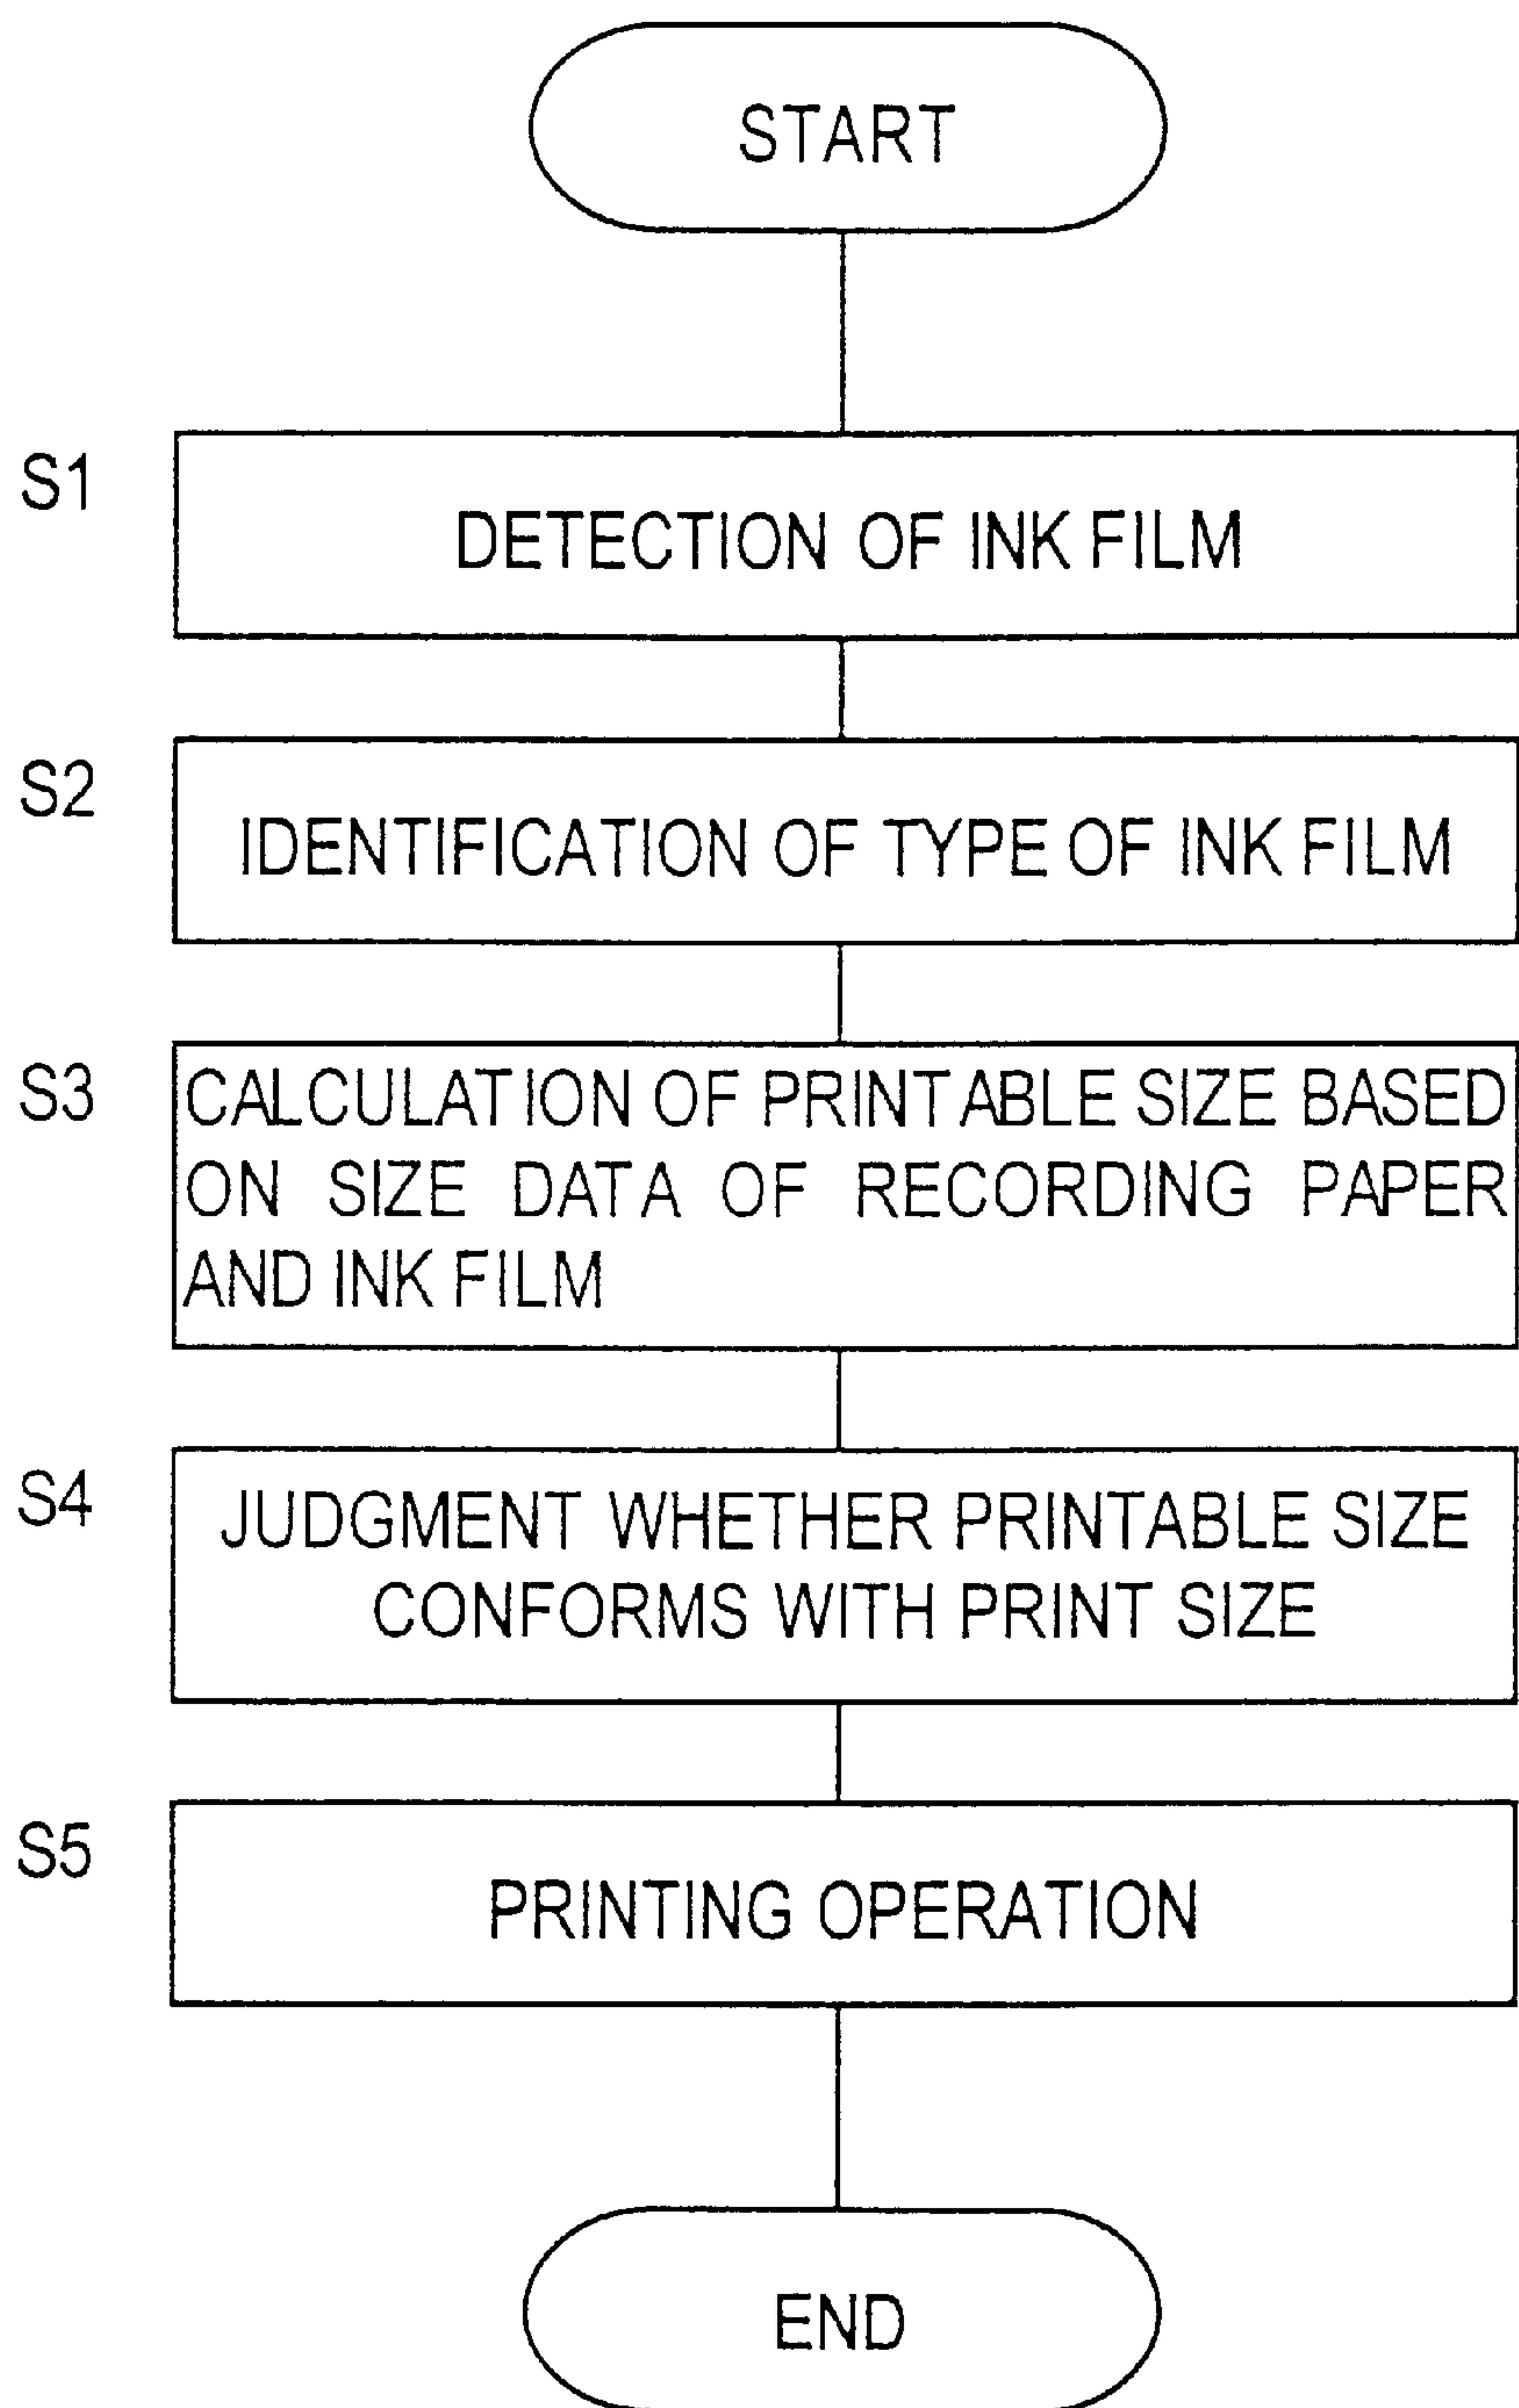 START
S1
DETECTION OF INK FILM
S2
IDENTIFICATION OF TYPE OF INK FILM
S3
CALCULATION OF PRINTABLE SIZE BASED
ON SIZE DATA OF RECORDING PAPER
AND INK FILM
S4
JUDGMENT WHETHER PRINTABLE SIZE
CONFORMS WITH PRINT SIZE
S5
PRINTING OPERATION
END